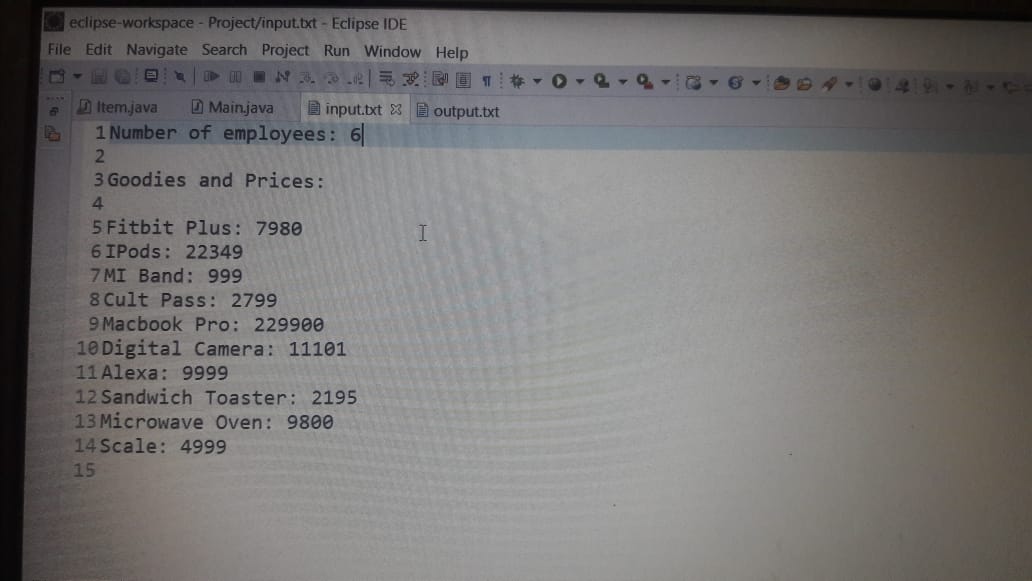 eclipse-workspace - Project/input.txt - Eclipse IDE
File Edit Navigate Search Project Run Window Help
Item.java Main.java input.txt output.txt
1 Number of employees: 6
2
3 Goodies and Prices:
4
5 Fitbit Plus: 7980
6 IPods: 22349
7 MI Band: 999
8 Cult Pass: 2799
9 Macbook Pro: 229900
10 Digital Camera: 11101
11 Alexa: 9999
12 Sandwich Toaster: 2195
13 Microwave Oven: 9800
14 Scale: 4999
15